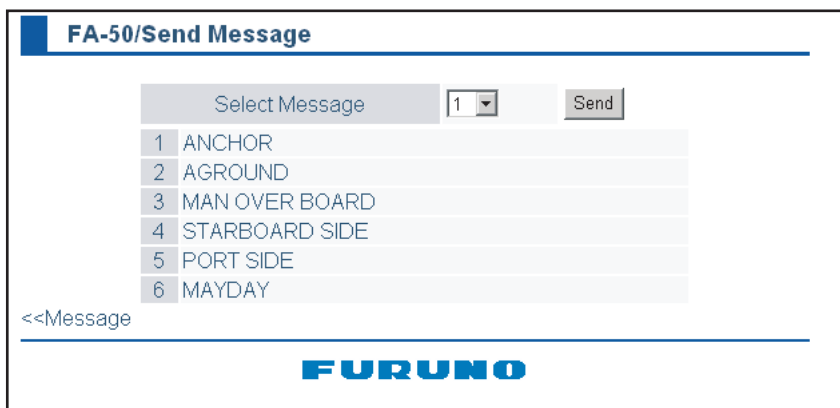 FA-50/Send Message
Select Message 1 Send
1 ANCHOR
2 AGROUND
3 MAN OVER BOARD
4 STARBOARD SIDE
5 PORT SIDE
6 MAYDAY
<<Message
FURUNO